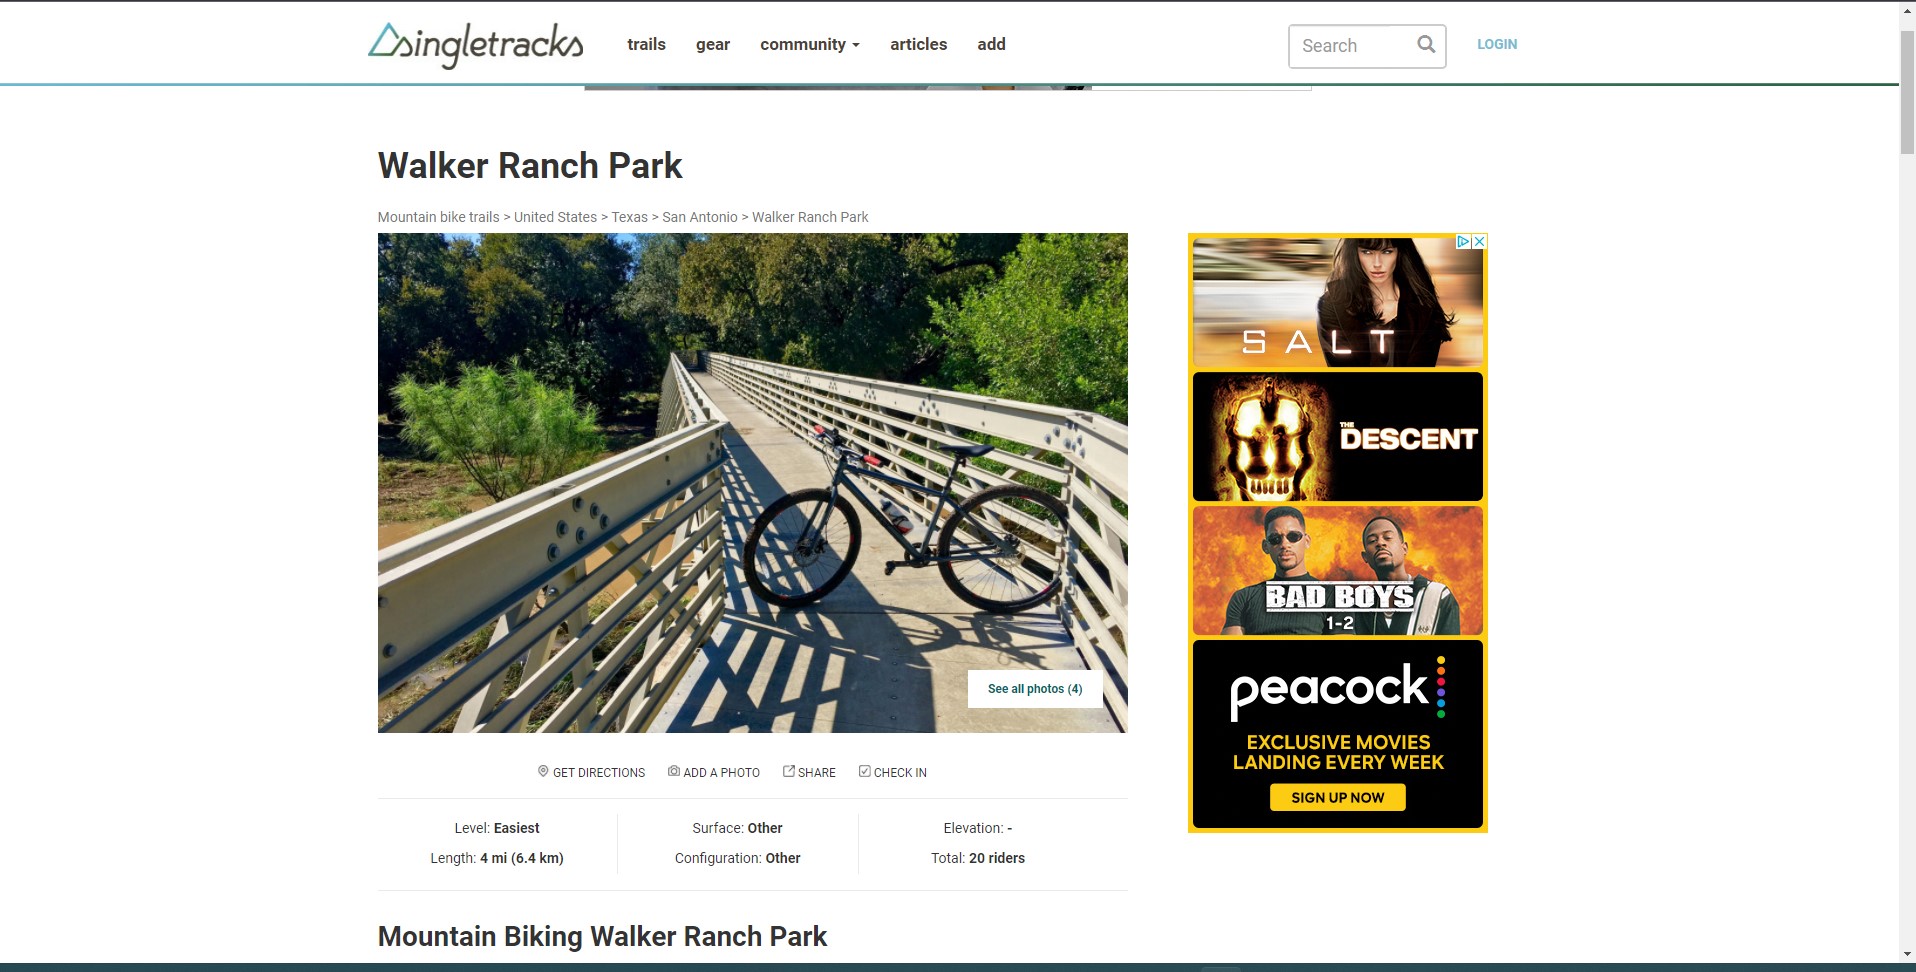 singletracks
trails
gear
community
articles
add
Search
LOGIN
Walker Ranch Park
Mountain bike trails > United States > Texas > San Antonio > Walker Ranch Park
See all photos (4)
SALT
THE
DESCENT
BAD BOYS
1-2
peacock
EXCLUSIVE MOVIES
LANDING EVERY WEEK
SIGN UP NOW
GET DIRECTIONS
ADD A PHOTO
SHARE
CHECK IN
Level: Easiest
Surface: Other
Elevation: -
Length: 4 mi (6.4 km)
Configuration: Other
Total: 20 riders
Mountain Biking Walker Ranch Park